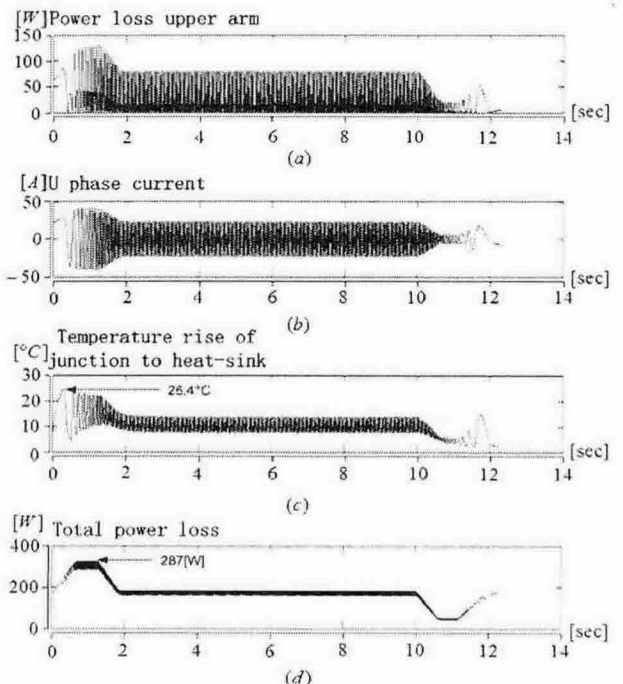 [W]Power loss upper arm
150
100
50
0
0 2 4 6 8 10 12 14
[sec]
(a)
[A]U phase current
50
0
-50
0 2 4 6 8 10 12 14
[sec]
(b)
Temperature rise of
[°C]junction to heat-sink
30
20
10
0
26.4°C
0 2 4 6 8 10 12 14
[sec]
(c)
[W] Total power loss
400
200
0
287[W]
0 2 4 6 8 10 12 14
[sec]
(d)